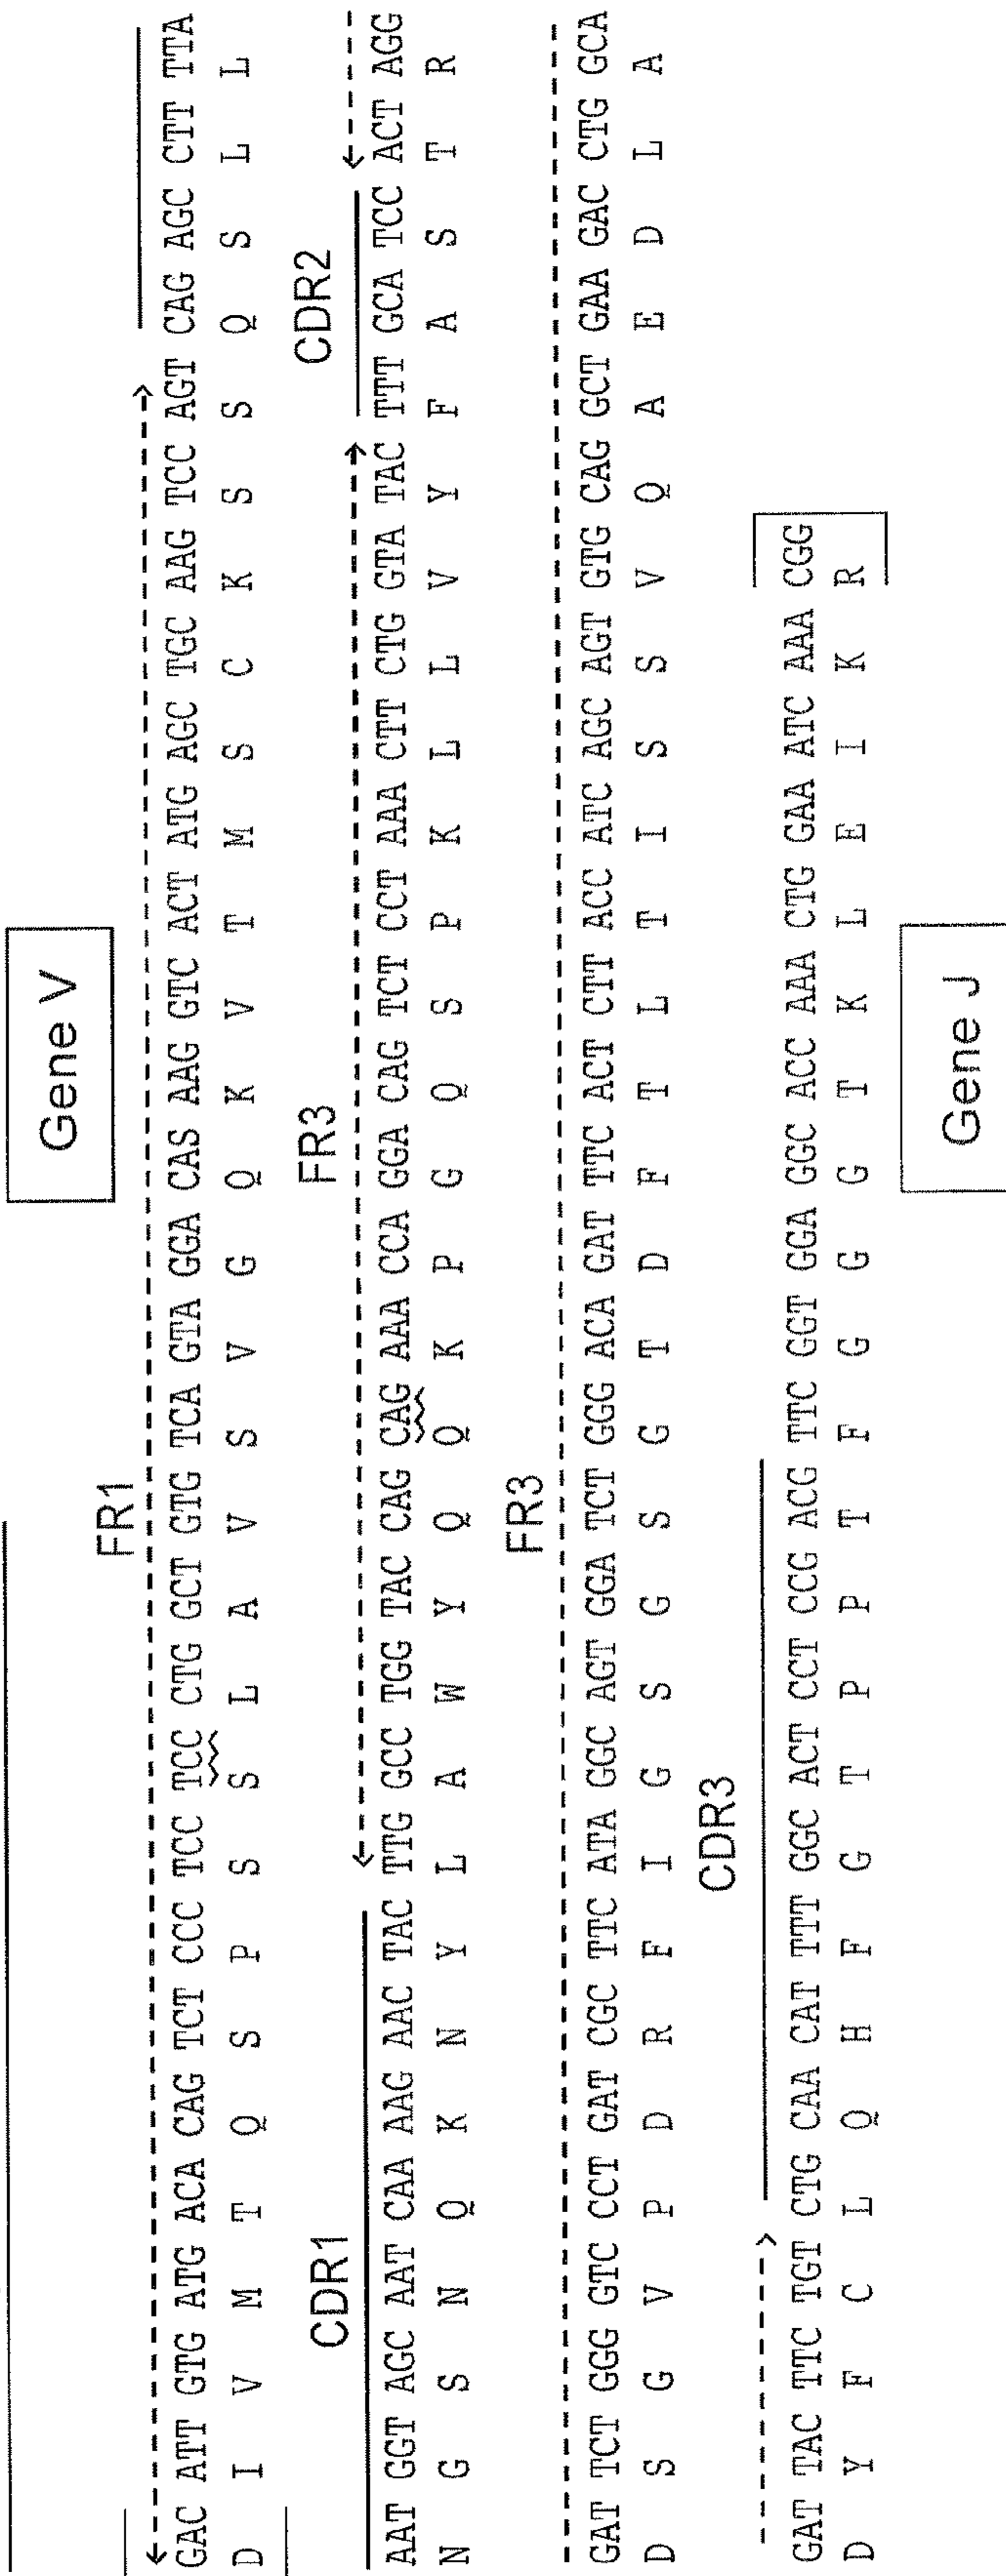 Gene V
FR1
GAC ATT GTG ATG ACA CAG TCT CCC TCC TCC CTG GCT GTG TCA GTA GGA CAS AAG GTC ACT ATG AGC TGC AAG TCC AGT CAG AGC CTT TTA
D I V M T Q S P S S L A V S V G Q K V T M S C K S S Q S L L
CDR1 FR3 CDR2
AAT GGT AGC AAT CAA AAG AAC TAC TTG GCC TGG TAC CAG CAG AAA CCA GGA CAG TCT CCT AAA CTT CTG GTA TAC TTT GCA TCC ACT AGG
N G S N Q K N Y L A W Y Q Q K P G Q S P K L L V Y F A S T R
FR3
GAT TCT GGG GTC CCT GAT CGC TTC ATA GGC AGT GGA TCT GGG ACA GAT TTC ACT CTT ACC ATC AGC AGT GTG CAG GCT GAA GAC CTG GCA
D S G V P D R F I G S G S G T D F T L T I S S V Q A E D L A
CDR3
GAT TAC TTC TGT CTG CAA CAT TTT GGC ACT CCT CCG ACG TTC GGT GGA GGC ACC AAA CTG GAA ATC AAA CGG
D Y F C L Q H F G T P P T F G G G T K L E I K R
Gene J